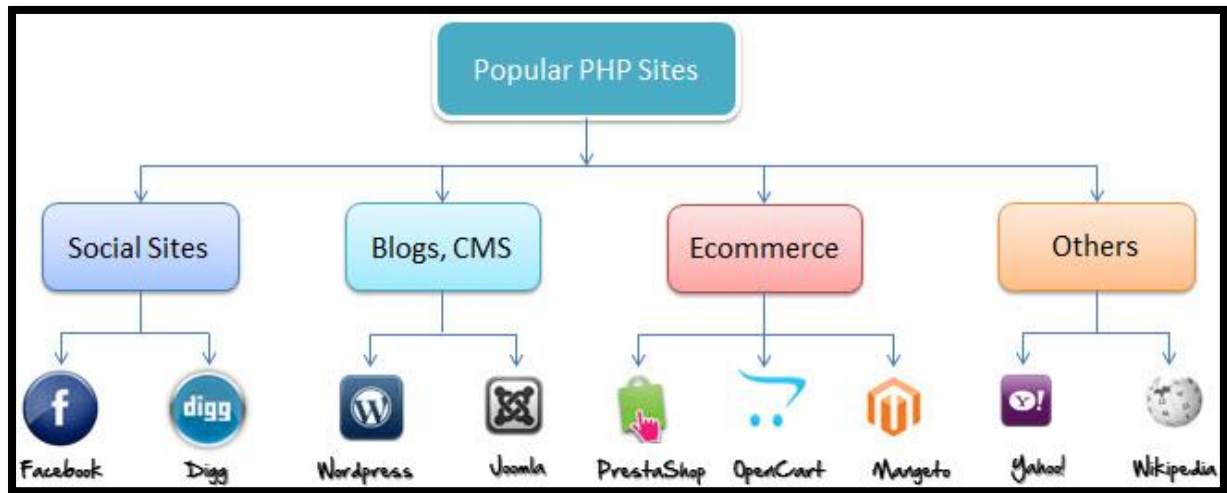 Popular PHP Sites
Social Sites
Blogs, CMS
Ecommerce
Others
f
digg
W
Y!
Facebook
Digg
Wordpress
Joomla
PrestaShop
OpenCart
Mangeto
Yahoo!
Wikipedia